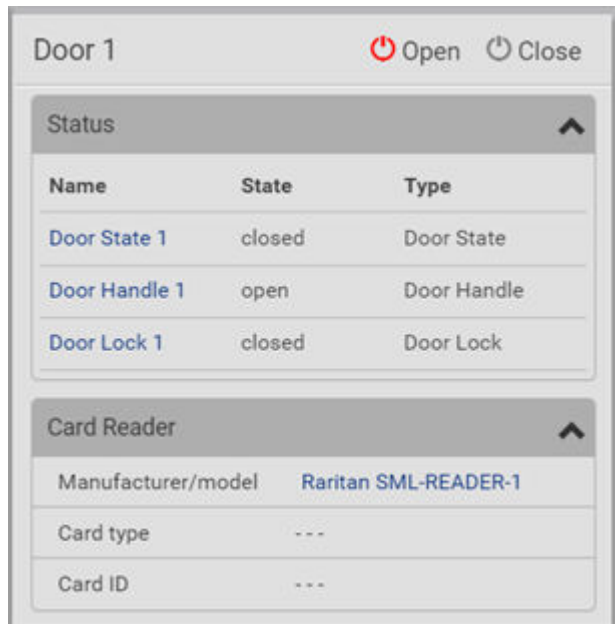 Door 1 Open Close
Status
Name State Type
Door State 1 closed Door State
Door Handle 1 open Door Handle
Door Lock 1 closed Door Lock
Card Reader
Manufacturer/model Raritan SML-READER-1
Card type ---
Card ID ---